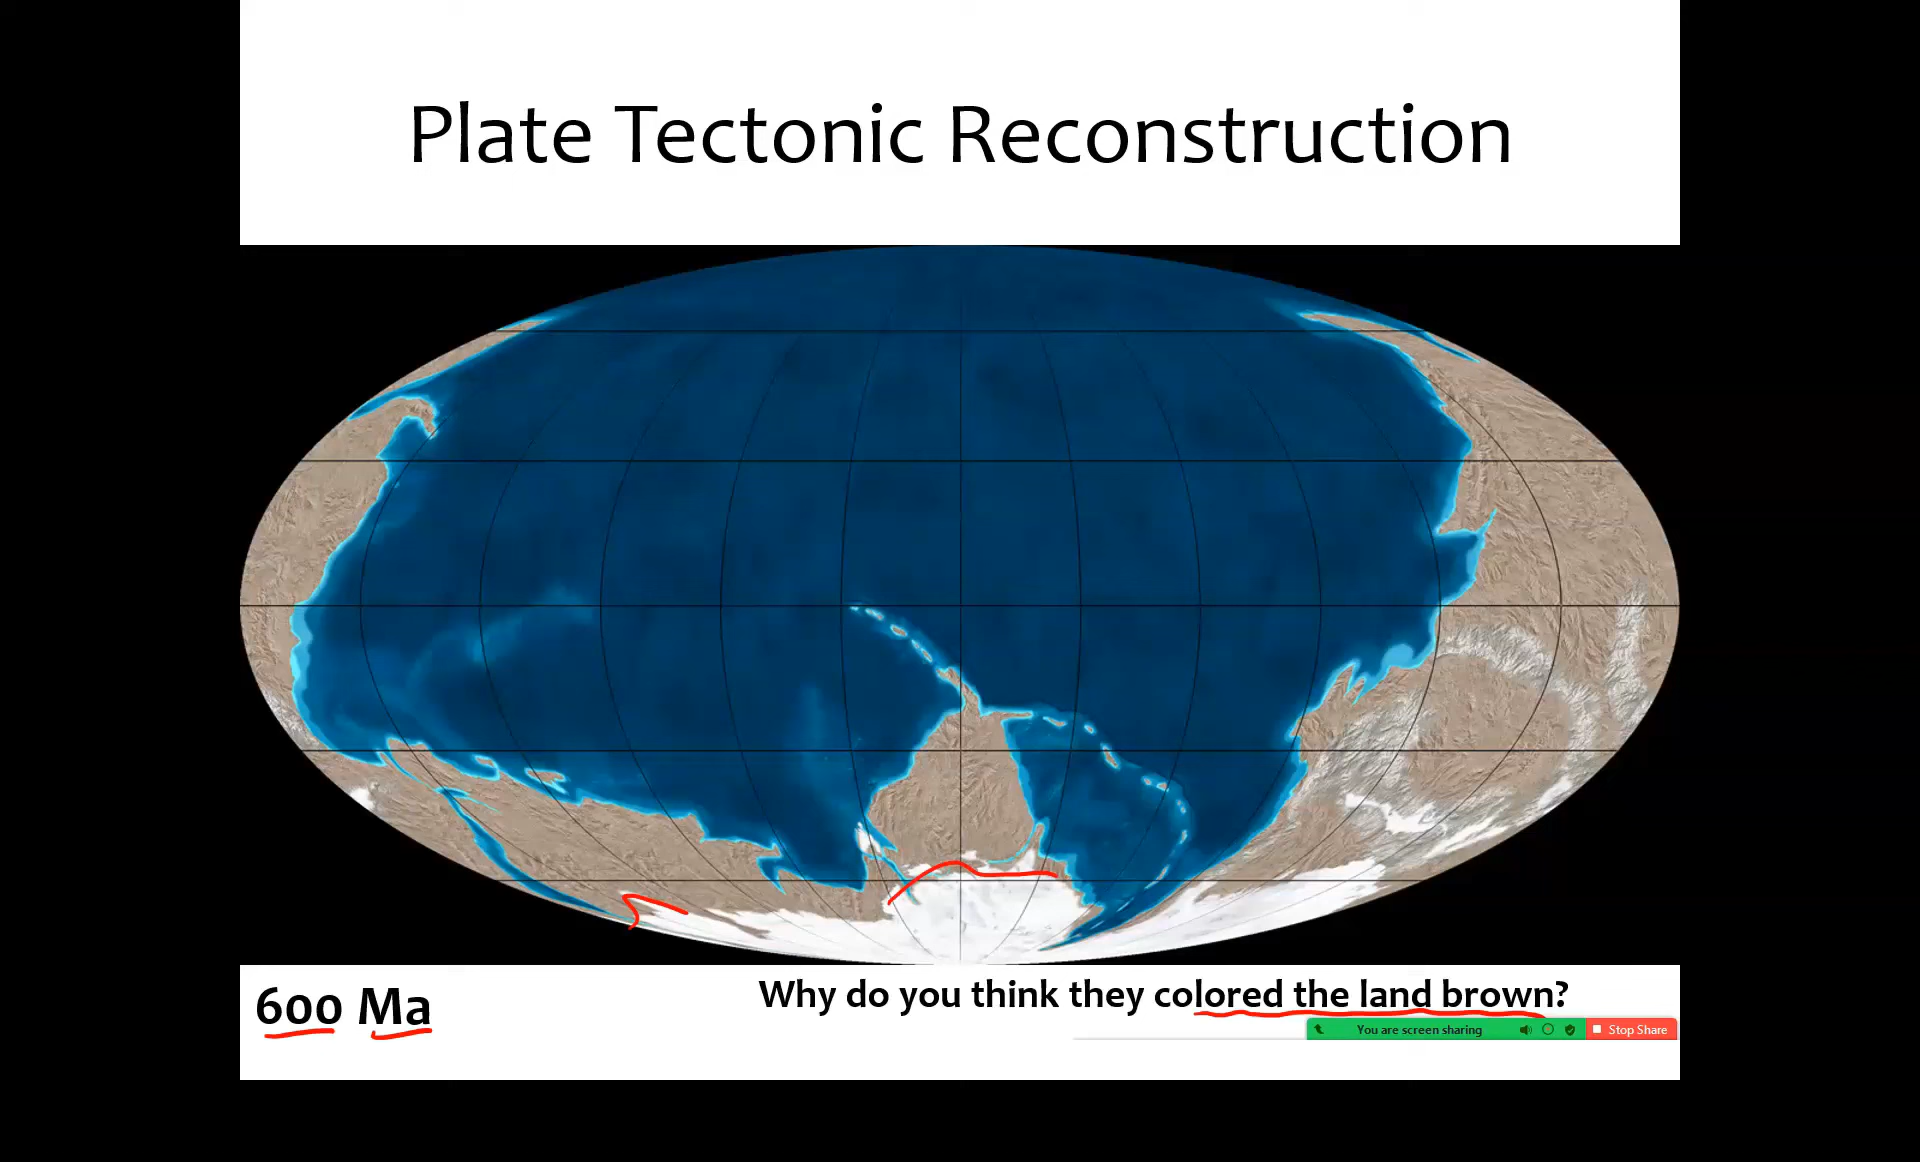 Plate Tectonic Reconstruction
600 Ma
Why do you think they colored the land brown?
You are screen sharing
Stop Share